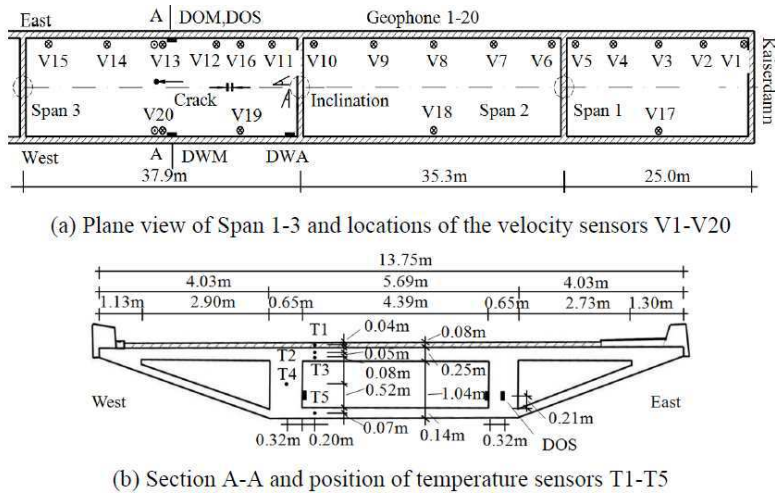 East A DOM,DOS Geophone 1-20
V15 V14 V13 V12 V16 V11 V10 V9 V8 V7 V6 V5 V4 V3 V2 V1
Kaiserdamn
Crack Inclination
Span 3 V20 V19 V18 Span 2 Span 1 V17
West A DWM DWA
37.9m 35.3m 25.0m
(a) Plane view of Span 1-3 and locations of the velocity sensors V1-V20
13.75m
4.03m 5.69m 4.03m
1.13m 2.90m 0.65m 4.39m 0.65m 2.73m 1.30m
T1 0.04m 0.08m
T2 0.05m 0.25m
T4 T3 0.08m
0.52m 1.04m
West T5 East
0.07m 0.14m 0.21m
0.32m 0.20m 0.32m DOS
(b) Section A-A and position of temperature sensors T1-T5